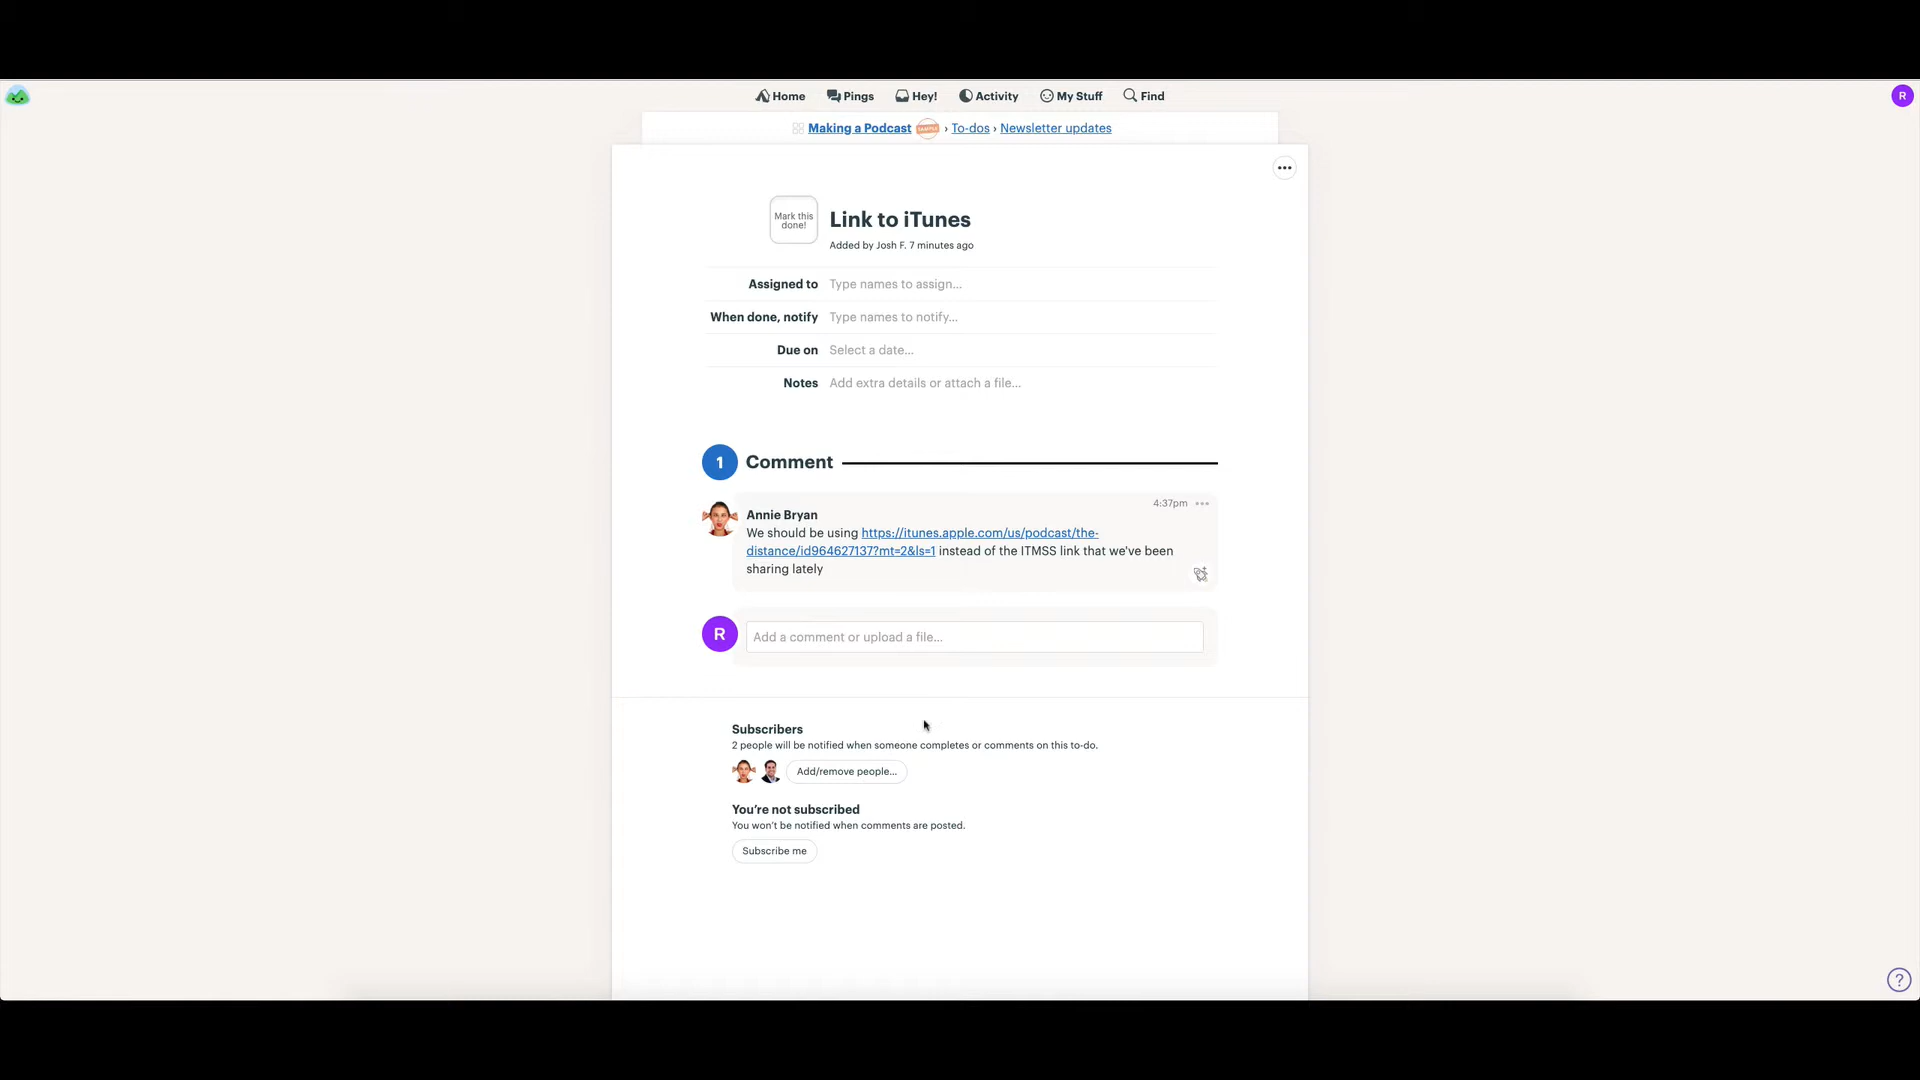 Home Pings Hey! Activity My Stuff Find
R
Making a Podcast SAMPLE › To-dos › Newsletter updates
Mark this
done!
Link to iTunes
Added by Josh F. 7 minutes ago
Assigned to Type names to assign...
When done, notify Type names to notify...
Due on Select a date...
Notes Add extra details or attach a file...
1 Comment
4:37pm
Annie Bryan
We should be using https://itunes.apple.com/us/podcast/the-
distance/id964627137?mt=2&ls=1 instead of the ITMSS link that we've been
sharing lately
R Add a comment or upload a file...
Subscribers
2 people will be notified when someone completes or comments on this to-do.
Add/remove people...
You're not subscribed
You won't be notified when comments are posted.
Subscribe me
?